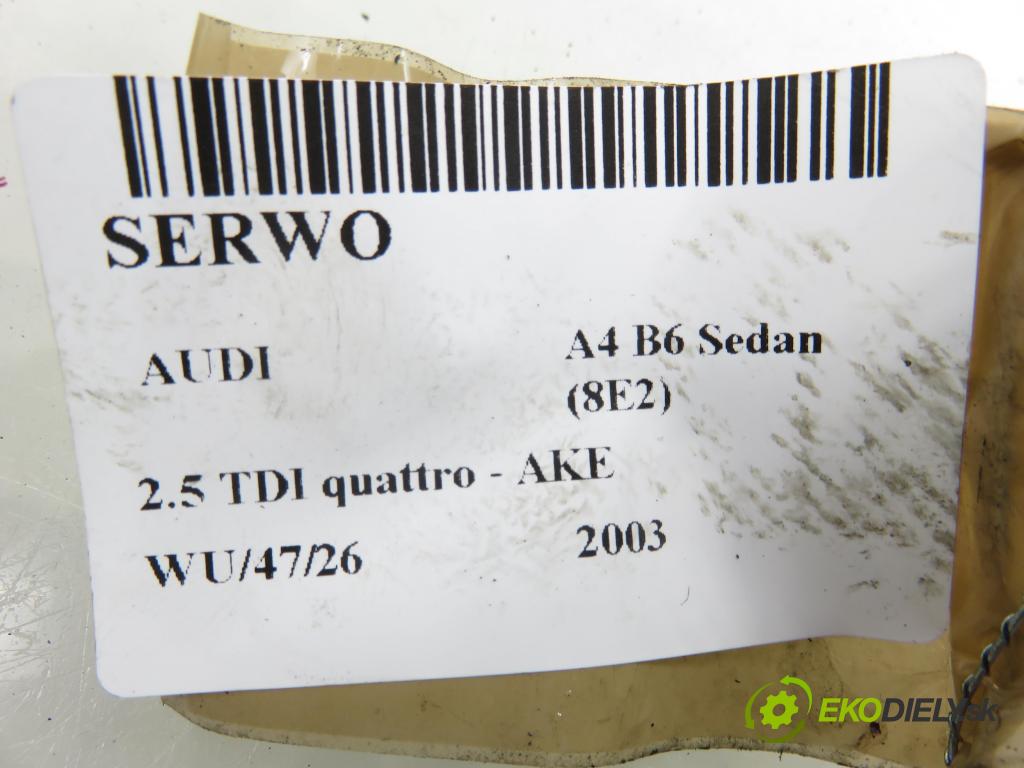 SERWO
AUDI
A4 B6 Sedan
(8E2)
2.5 TDI quattro - AKE
WU/47/26
2003
EKODIELY.sk